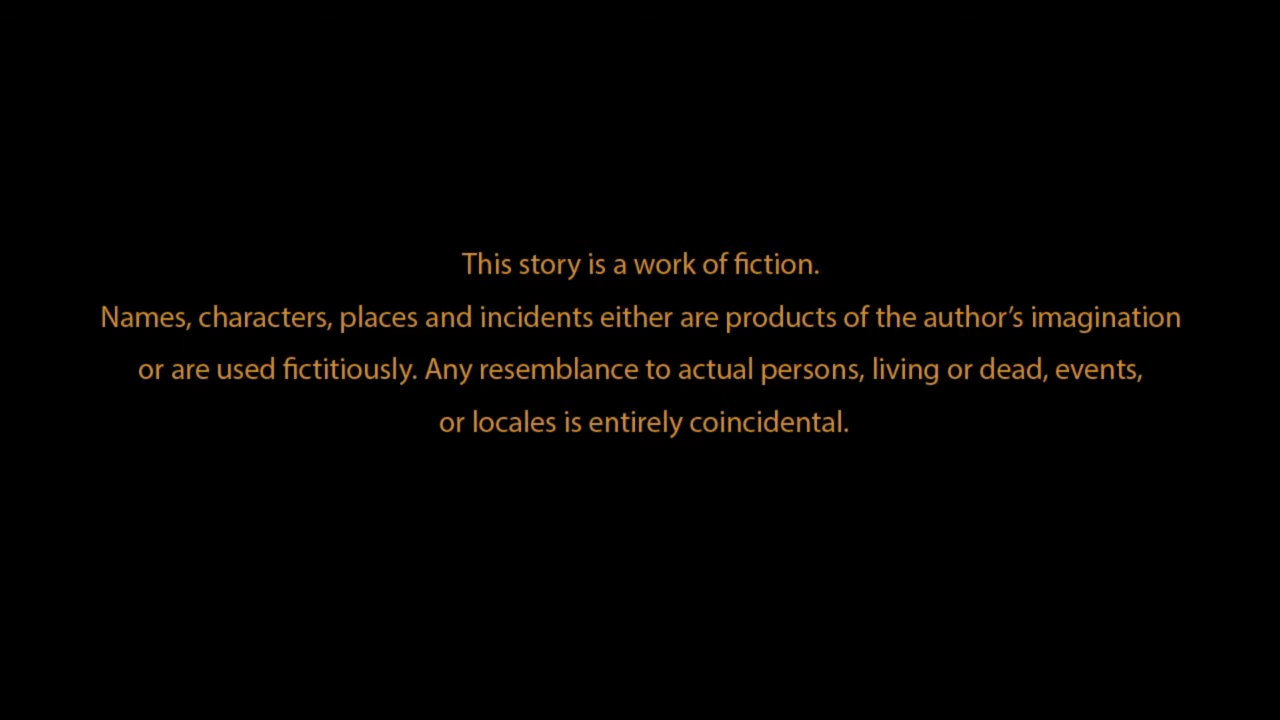 This story is a work of fiction.
Names, characters, places and incidents either are products of the author’s imagination
or are used fictitiously. Any resemblance to actual persons, living or dead, events,
or locales is entirely coincidental.